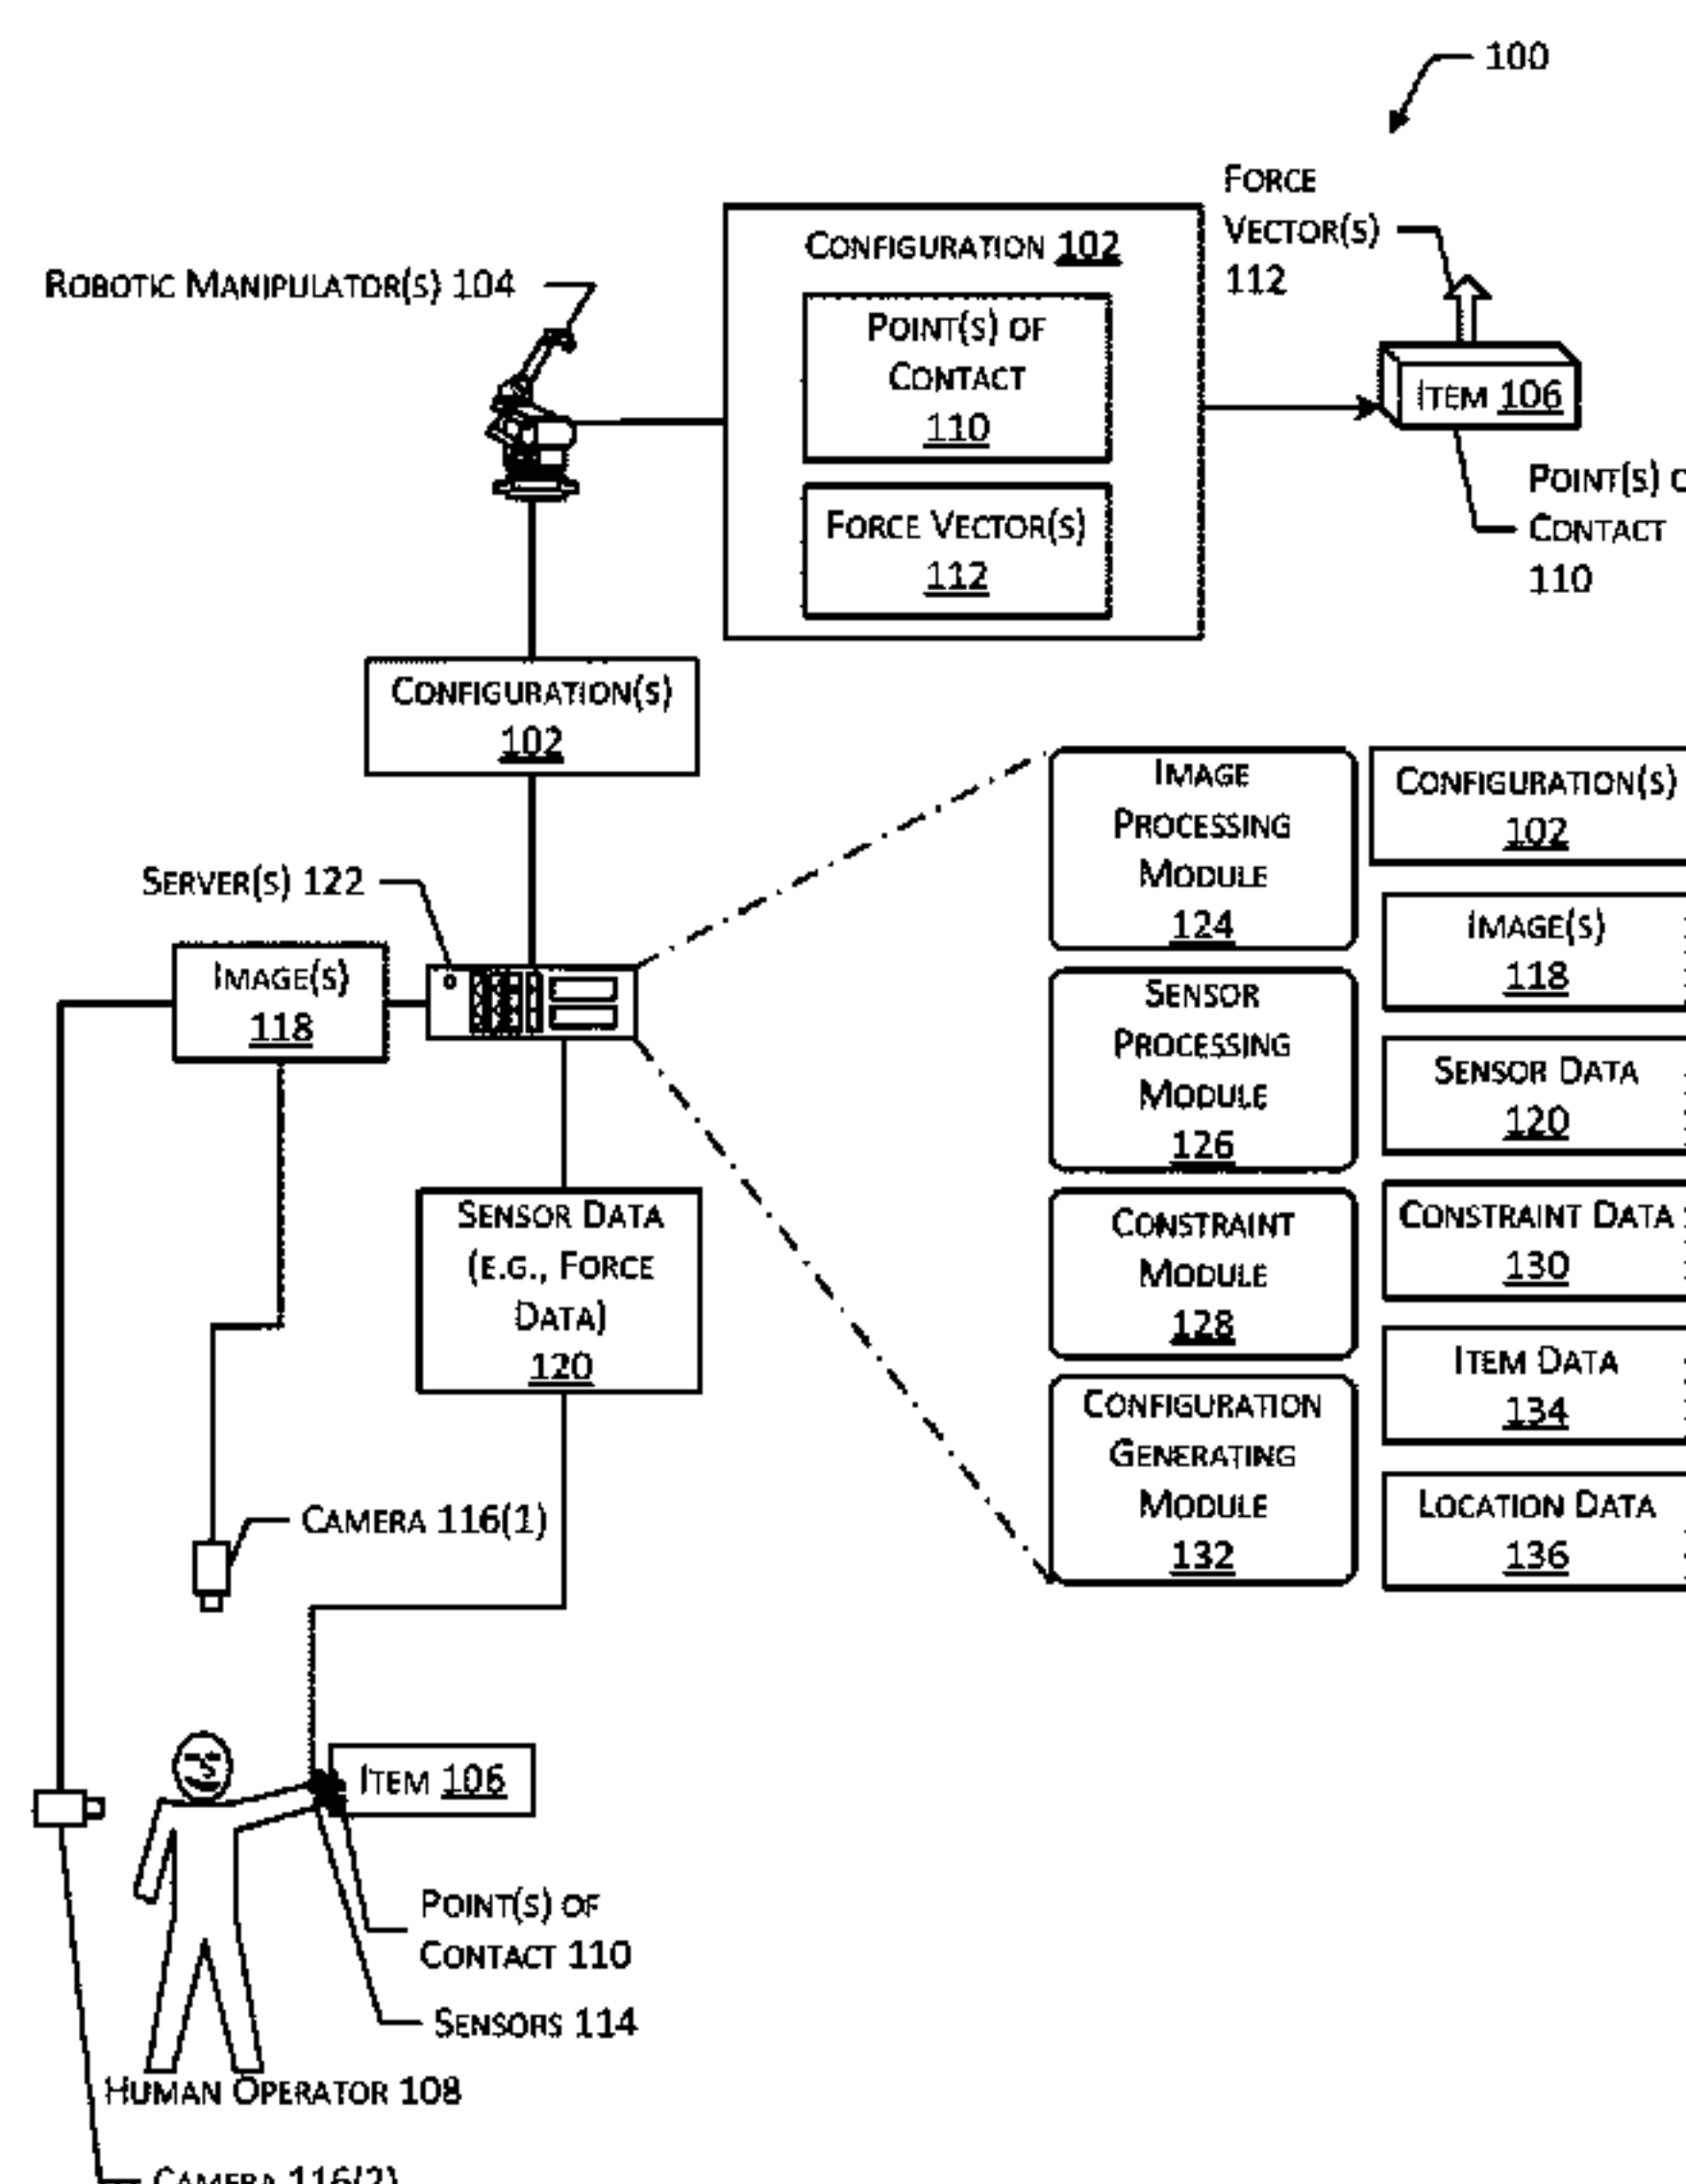 100
FORCE
VECTOR(S)
112
CONFIGURATION 102
ROBOTIC MANIPULATOR(S) 104
POINT(S) OF
CONTACT
110
ITEM 106
FORCE VECTOR(S)
112
POINT(S)
CONTACT
110
CONFIGURATION(S)
102
IMAGE
PROCESSING
MODULE
124
CONFIGURATION(S)
102
SERVER(S) 122
IMAGE(S)
118
IMAGE(S)
118
SENSOR
PROCESSING
MODULE
126
SENSOR DATA
120
SENSOR DATA
(E.G., FORCE
DATA)
120
CONSTRAINT
MODULE
128
CONSTRAINT DATA
130
ITEM DATA
134
CONFIGURATION
GENERATING
MODULE
132
LOCATION DATA
136
CAMERA 116(1)
ITEM 106
POINT(S) OF
CONTACT 110
SENSORS 114
HUMAN OPERATOR 108
CAMERA 116(2)